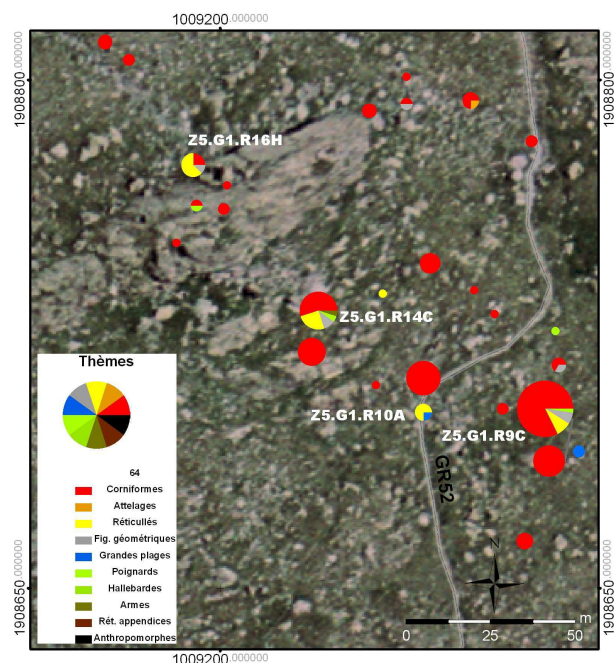 1009200.000000
1908800.000000
1908800.000000
Z5.G1.R16H
Z5.G1.R14C
Z5.G1.R10A
Z5.G1.R9C
GR52
Thèmes
64
Corniformes
Attelages
Réticullés
Fig. géométriques
Grandes plages
Poignards
Hallebardes
Armes
Rét. appendices
Anthropomorphes
Z
m
0 25 50
1908650.000000
1908650.000000
1009200.000000